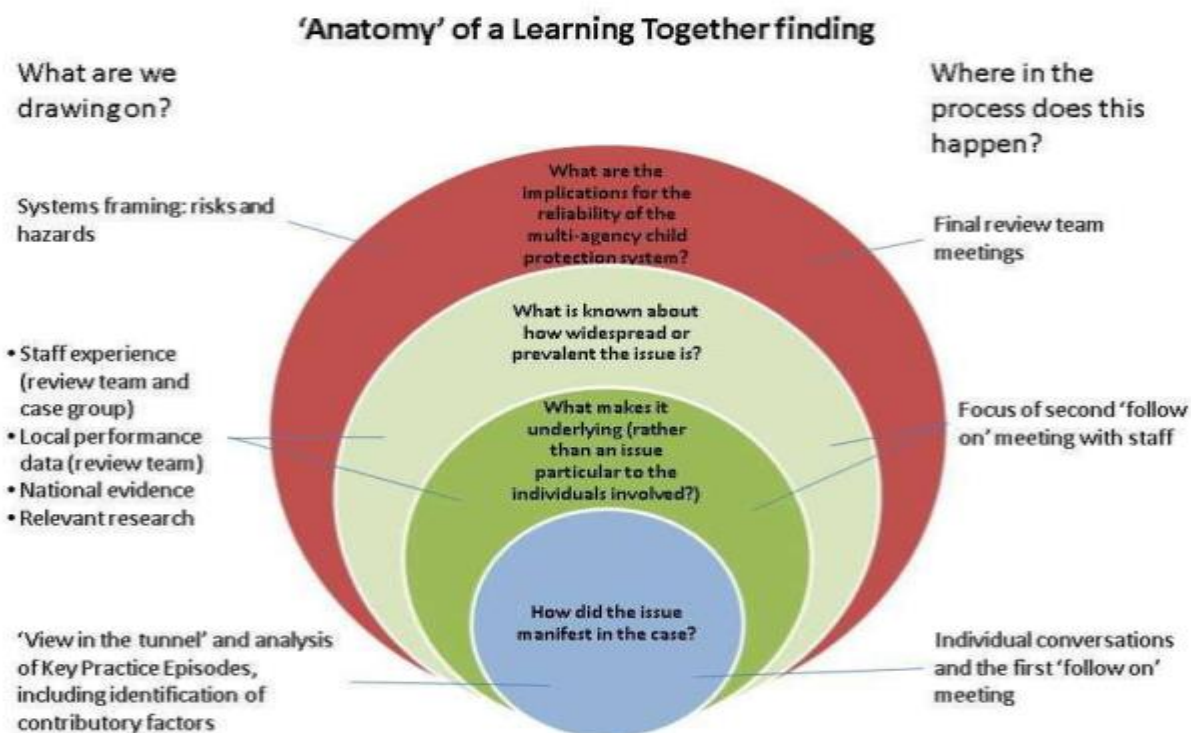 ‘Anatomy’ of a Learning Together finding
What are we
drawing on?
Where in the
process does this
happen?
Systems framing: risks and
hazards
What are the
implications for the
reliability of the
multi-agency child
protection system?
Final review team
meetings
What is known about
how widespread or
prevalent the issue is?
• Staff experience
(review team and
case group)
• Local performance
data (review team)
• National evidence
• Relevant research
What makes it
underlying (rather
than an issue
particular to the
individuals involved?)
Focus of second ‘follow
on’ meeting with staff
How did the issue
manifest in the case?
‘View in the tunnel’ and analysis
of Key Practice Episodes,
including identification of
contributory factors
Individual conversations
and the first ‘follow on’
meeting